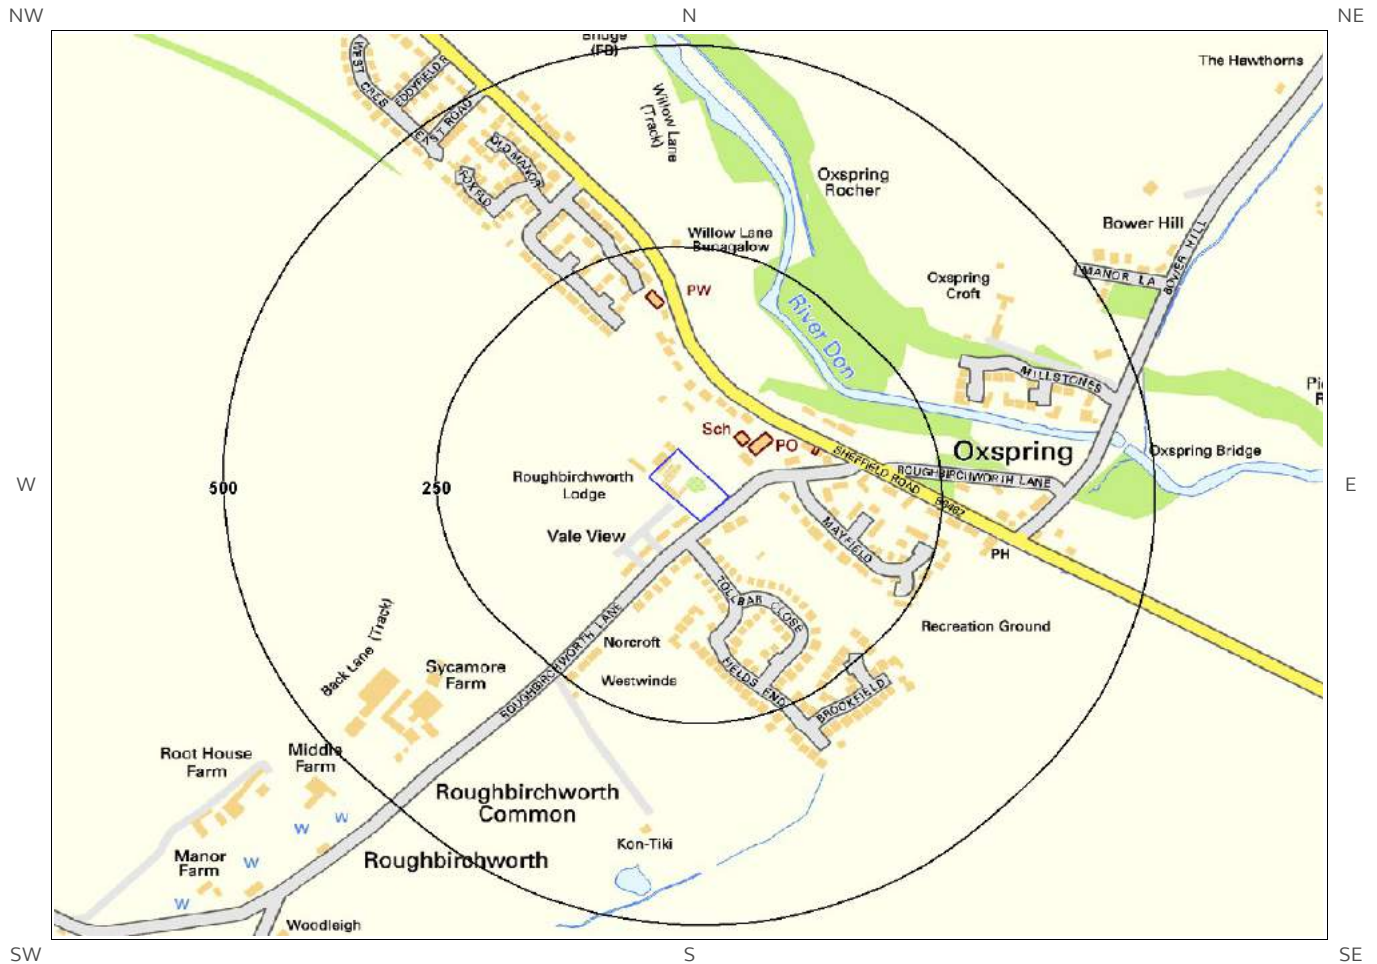 NW
N
NE
Bridge
(FB)
WEST CRES
EDDYFIELD R
EAST ROAD
The Hawthorns
Willow Lane
(Track)
OLD MANOR
FOXFLD
Oxspring
Rocher
Willow Lane
Bunagalow
Bower Hill
BOWER HILL
MANOR LA
PW
Oxspring
Croft
River Don
MILLSTONES
Sch
PO
SHEFFIELD ROAD B6462
Oxspring
Oxspring Bridge
ROUGHBIRCHWORTH LANE
W
500
250
Roughbirchworth
Lodge
E
Vale View
MAYFIELD
PH
TOLLBAR CLOSE
Recreation Ground
Back Lane (Track)
ROUGHBIRCHWORTH LANE
Norcroft
Sycamore
Farm
Westwinds
FIELDS END
BROOKFIELD
Root House
Farm
Middle
Farm
Roughbirchworth
Common
W
W
Kon-Tiki
Manor
Farm
W
Roughbirchworth
W
Woodleigh
SW
S
SE